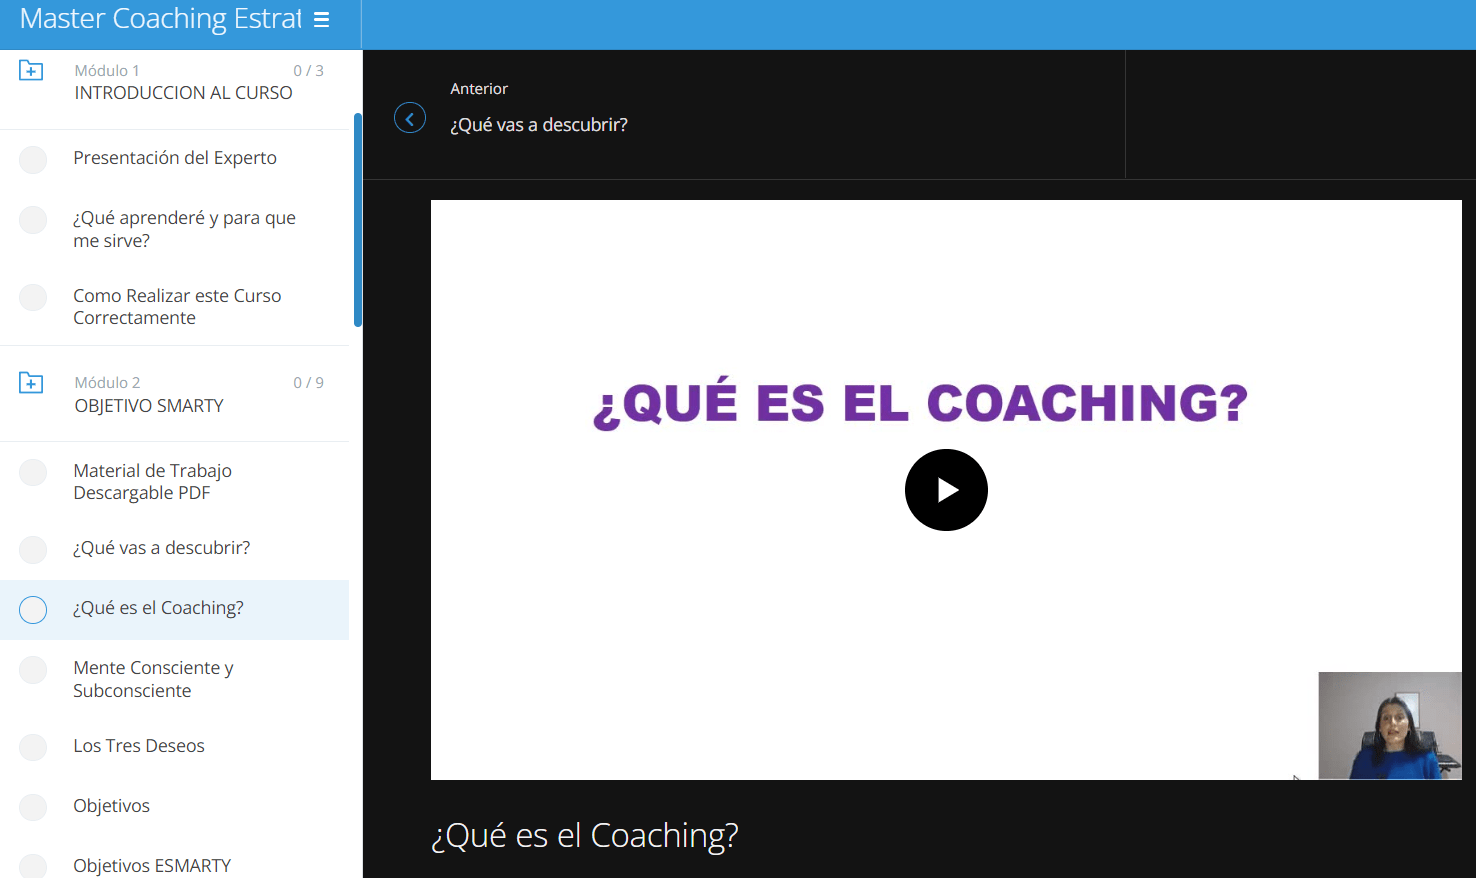 Master Coaching Estrat
Módulo 1
0 / 3
INTRODUCCION AL CURSO
Presentación del Experto
¿Qué aprenderé y para que
me sirve?
Como Realizar este Curso
Correctamente
Módulo 2
0 / 9
OBJETIVO SMARTY
Material de Trabajo
Descargable PDF
¿Qué vas a descubrir?
¿Qué es el Coaching?
Mente Consciente y
Subconsciente
Los Tres Deseos
Objetivos
Objetivos ESMARTY
Anterior
¿Qué vas a descubrir?
¿QUÉ ES EL COACHING?
¿Qué es el Coaching?